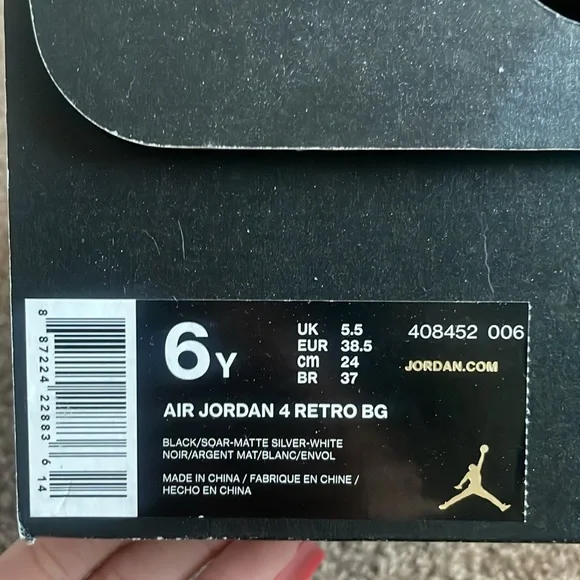 8 87224 22883 6 14
6Y
UK 5.5
EUR 38.5
cm 24
BR 37
408452 006
JORDAN.COM
AIR JORDAN 4 RETRO BG
BLACK/SOAR-MATTE SILVER-WHITE
NOIR/ARGENT MAT/BLANC/ENVOL
MADE IN CHINA / FABRIQUE EN CHINE /
HECHO EN CHINA